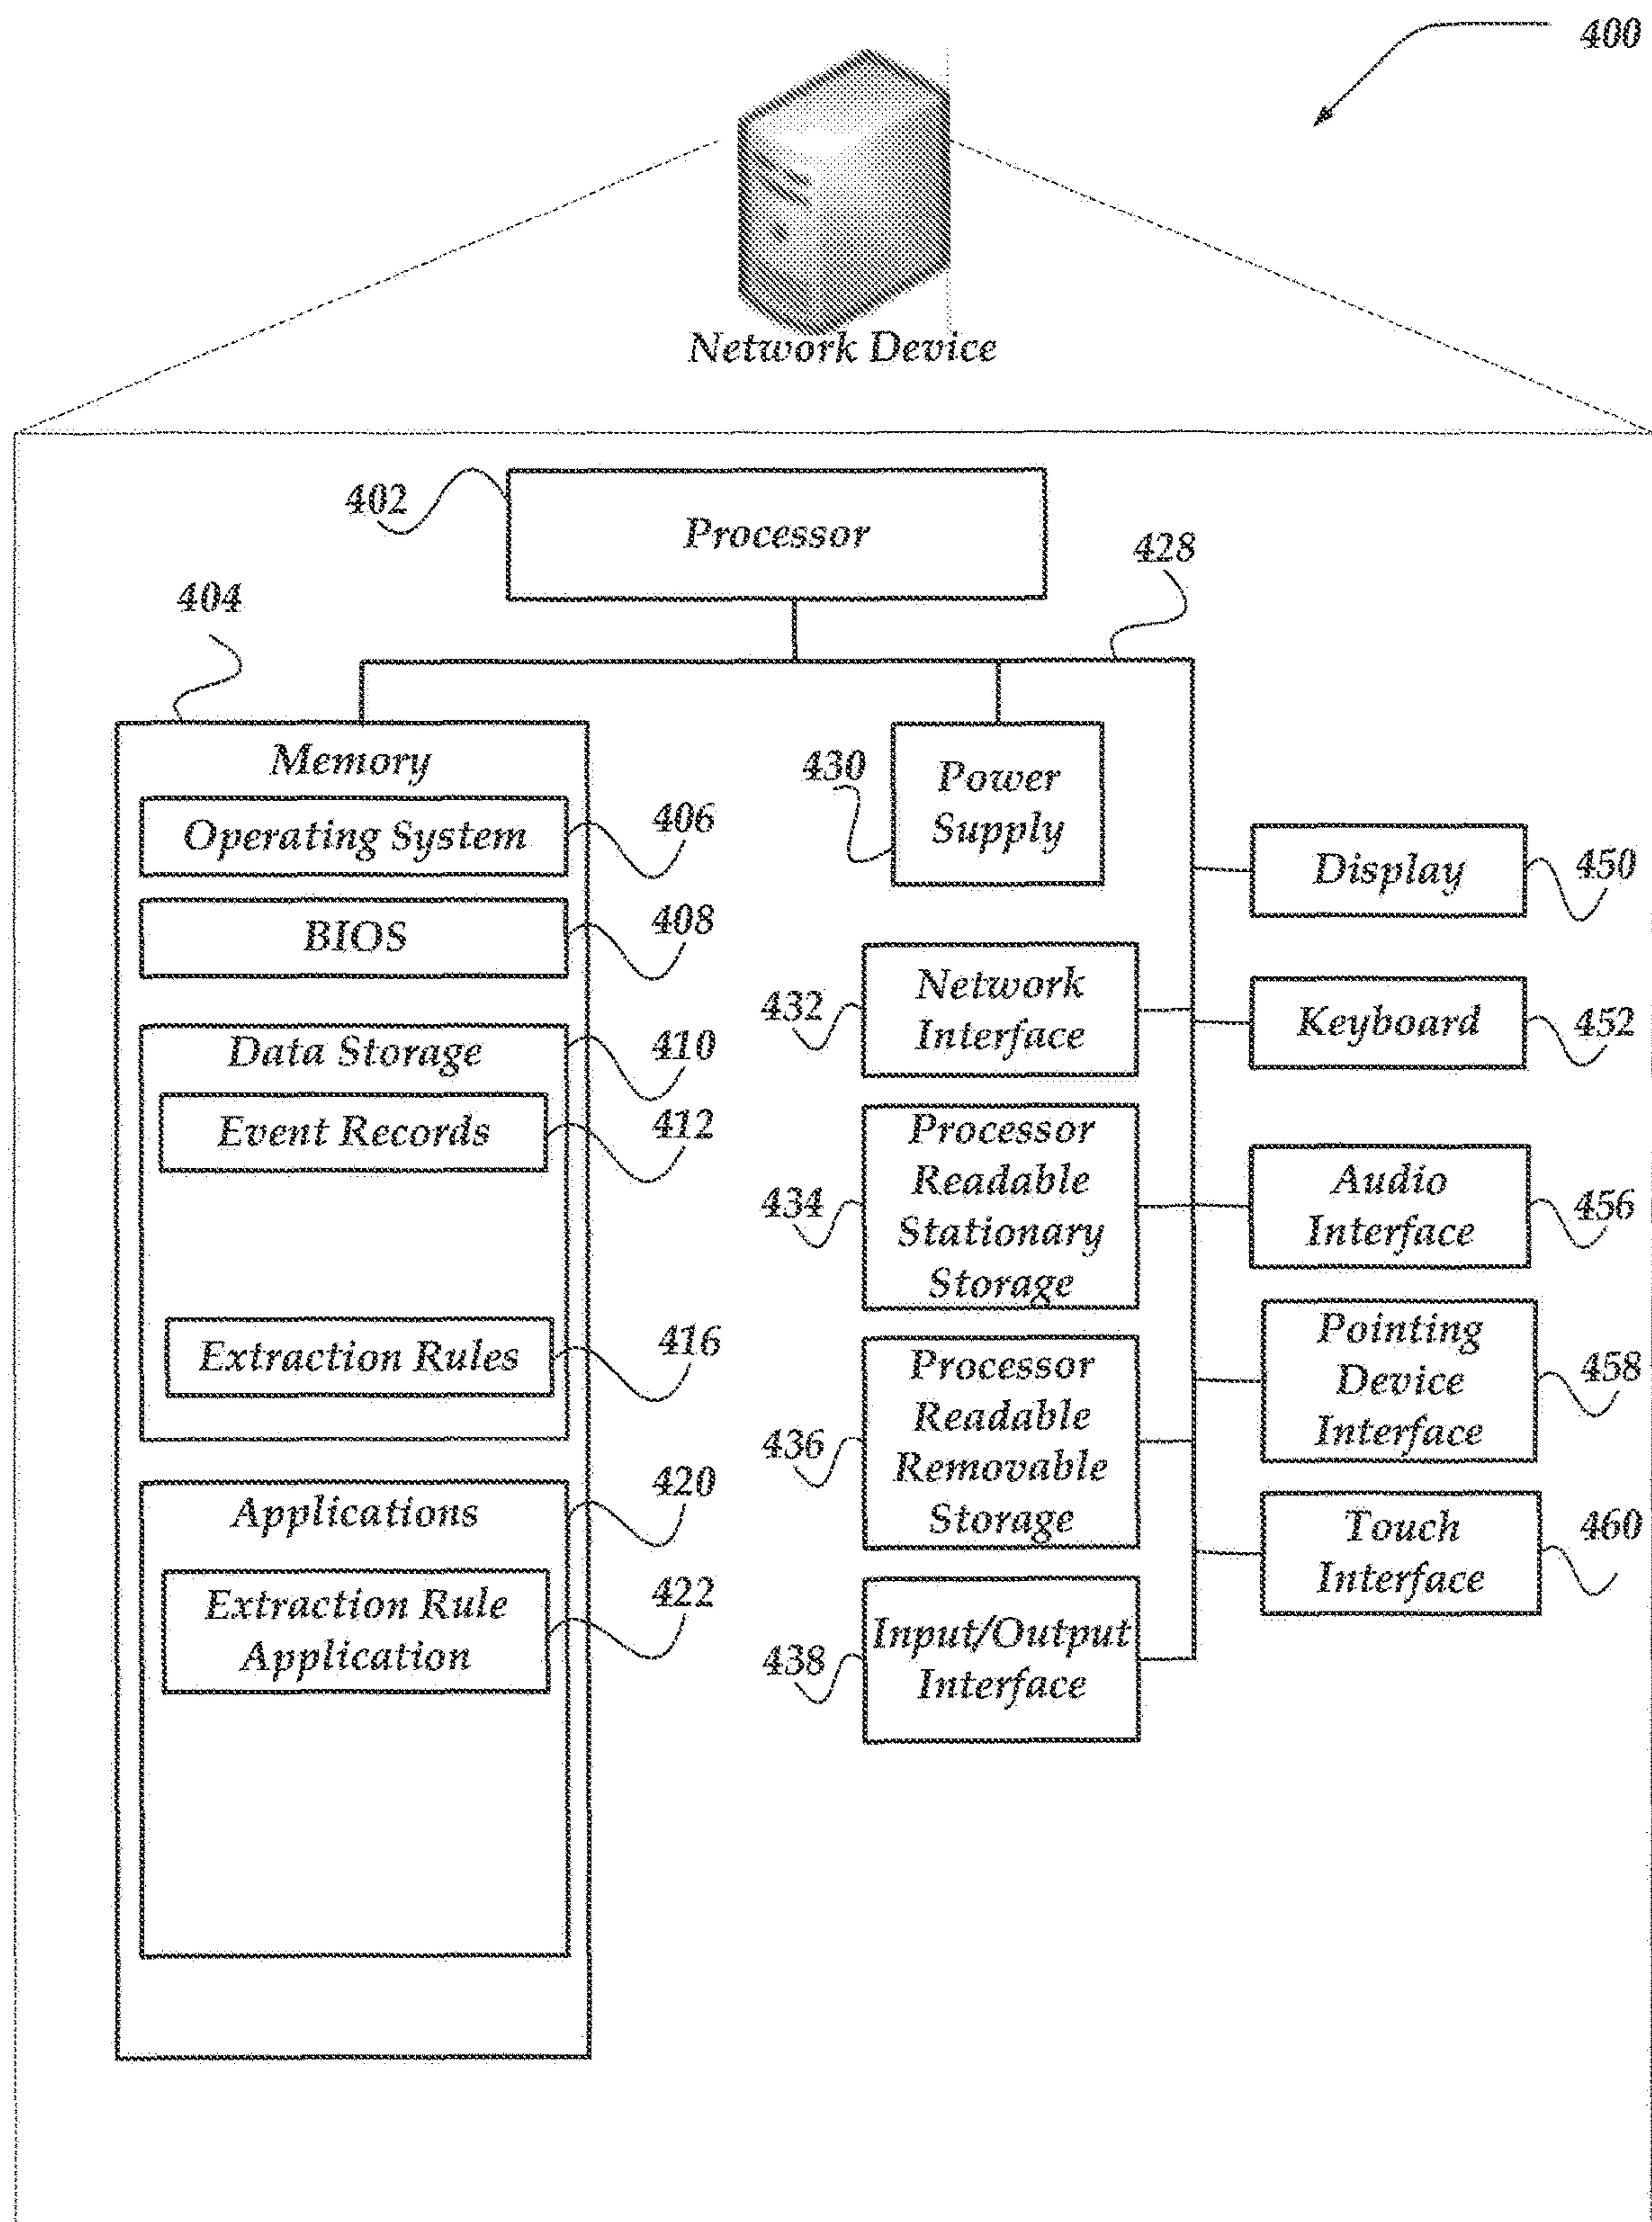 400
Network Device
402
Processor
428
404
Memory
Operating System
406
BIOS
408
Data Storage
410
Event Records
412
Extraction Rules
416
Applications
420
Extraction Rule
Application
422
430
Power
Supply
432
Network
Interface
434
Processor
Readable
Stationary
Storage
436
Processor
Readable
Removable
Storage
438
Input/Output
Interface
Display
450
Keyboard
452
Audio
Interface
456
Pointing
Device
Interface
458
Touch
Interface
460